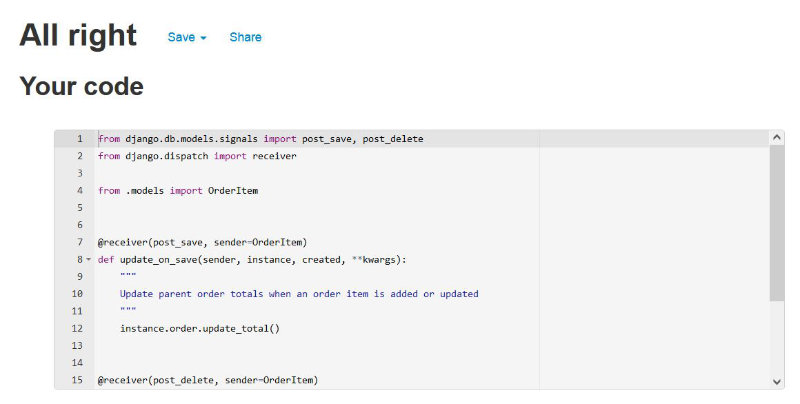 All right Save Share
Your code
1 from django.db.models.signals import post_save, post_delete
2 from django.dispatch import receiver
3
4 from .models import OrderItem
5
6
7 @receiver(post_save, sender=OrderItem)
8 def update_on_save(sender, instance, created, **kwargs):
9 """
10 Update parent order totals when an order item is added or updated
11 """
12 instance.order.update_total()
13
14
15 @receiver(post_delete, sender=OrderItem)